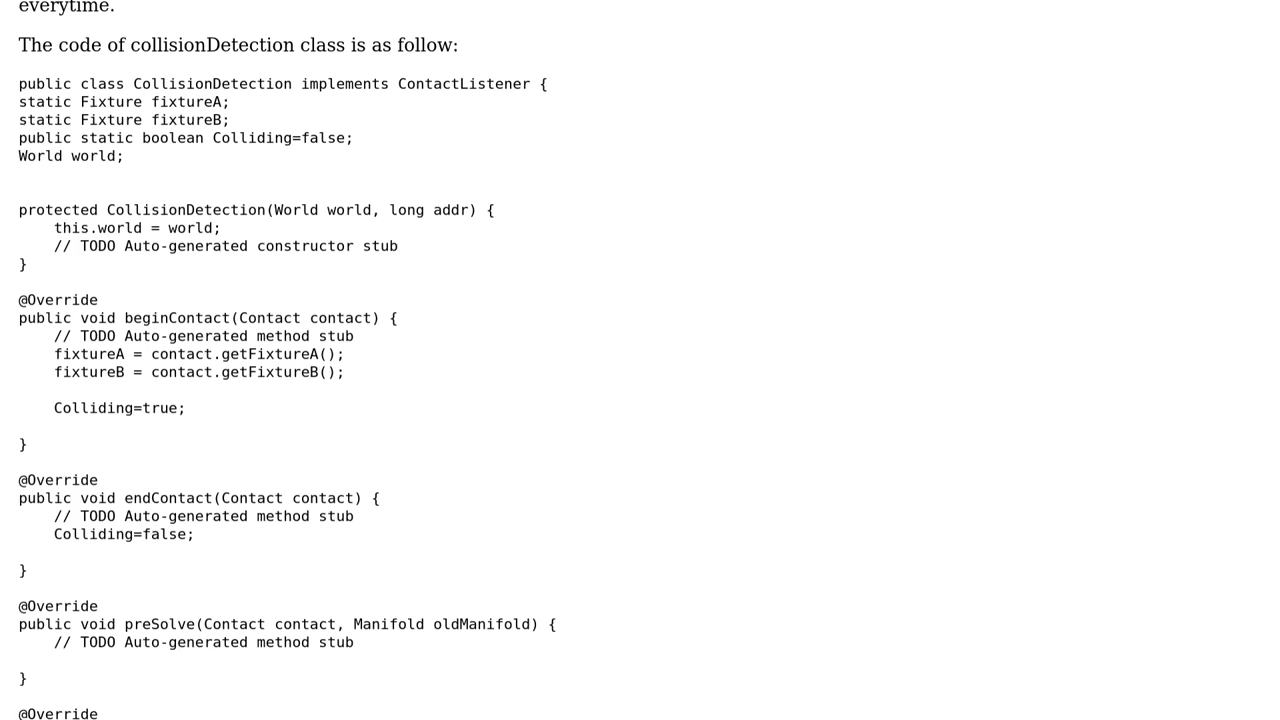 everytime.
The code of collisionDetection class is as follow:
public class CollisionDetection implements ContactListener {
static Fixture fixtureA;
static Fixture fixtureB;
public static boolean Colliding=false;
World world;
protected CollisionDetection(World world, long addr) {
    this.world = world;
    // TODO Auto-generated constructor stub
}
@Override
public void beginContact(Contact contact) {
    // TODO Auto-generated method stub
    fixtureA = contact.getFixtureA();
    fixtureB = contact.getFixtureB();
    Colliding=true;
}
@Override
public void endContact(Contact contact) {
    // TODO Auto-generated method stub
    Colliding=false;
}
@Override
public void preSolve(Contact contact, Manifold oldManifold) {
    // TODO Auto-generated method stub
}
@Override